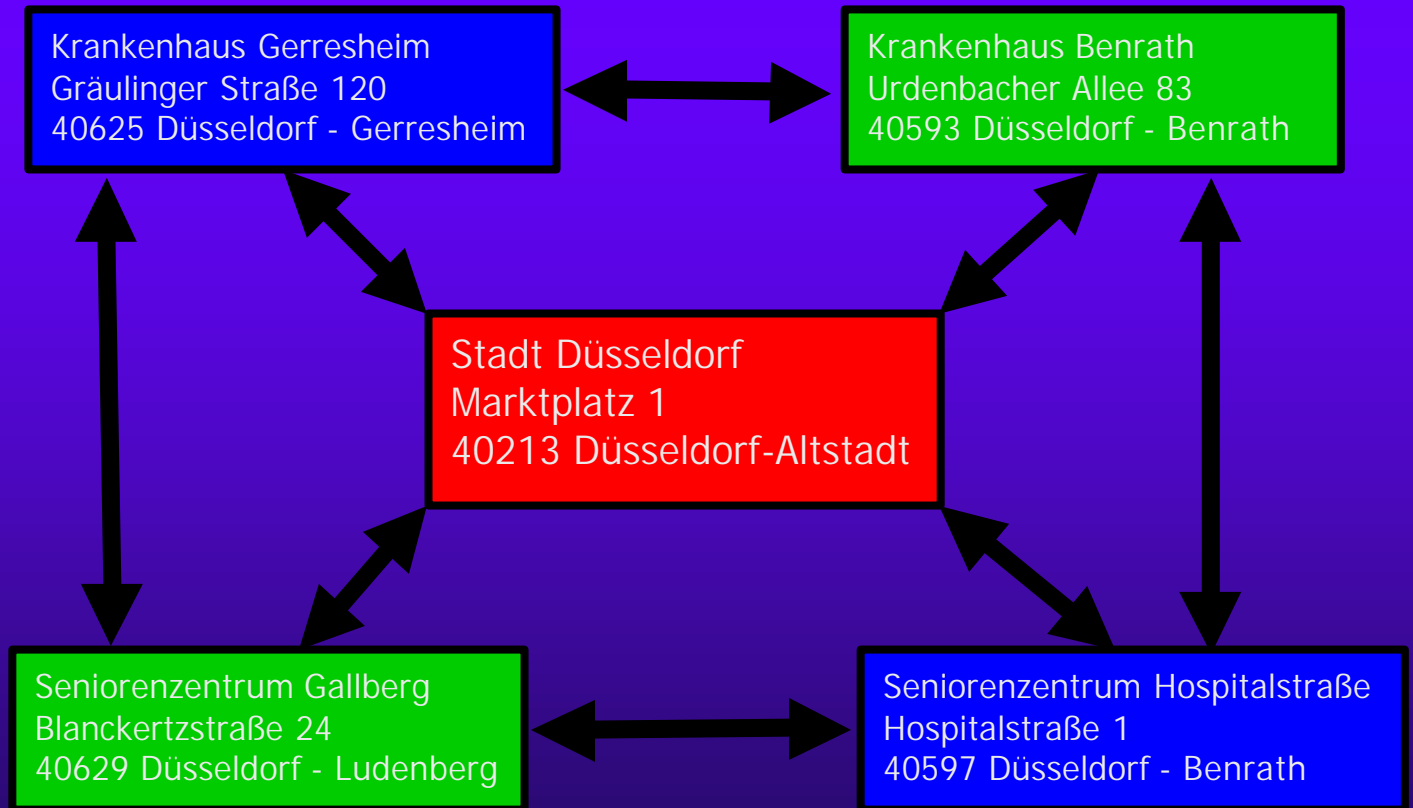 Krankenhaus Gerresheim
Gräulinger Straße 120
40625 Düsseldorf - Gerresheim
Krankenhaus Benrath
Urdenbacher Allee 83
40593 Düsseldorf - Benrath
Stadt Düsseldorf
Marktplatz 1
40213 Düsseldorf-Altstadt
Seniorenzentrum Gallberg
Blanckertzstraße 24
40629 Düsseldorf - Ludenberg
Seniorenzentrum Hospitalstraße
Hospitalstraße 1
40597 Düsseldorf - Benrath